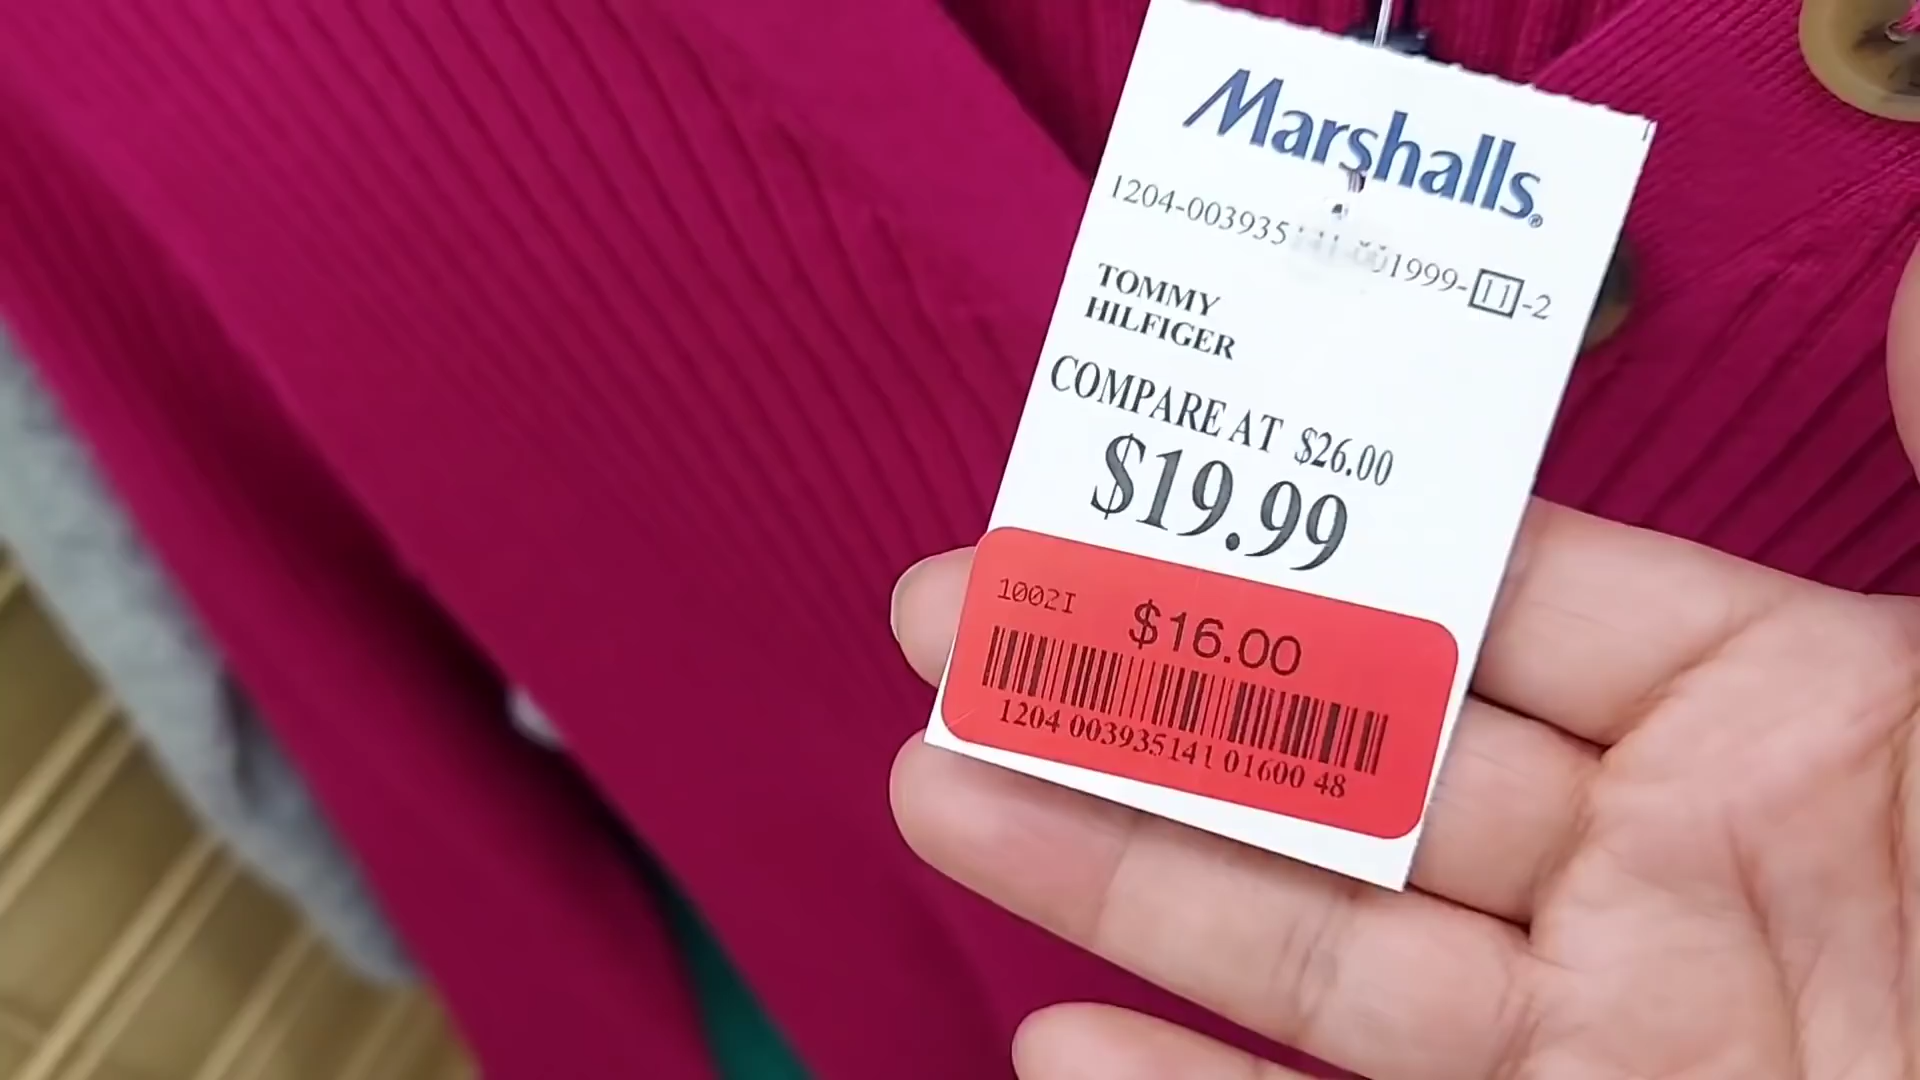 Marshalls®
1204-003935 1999-11-2
TOMMY
HILFIGER
COMPARE AT $26.00
$19.99
1002I $16.00
1204 003935141 01600 48